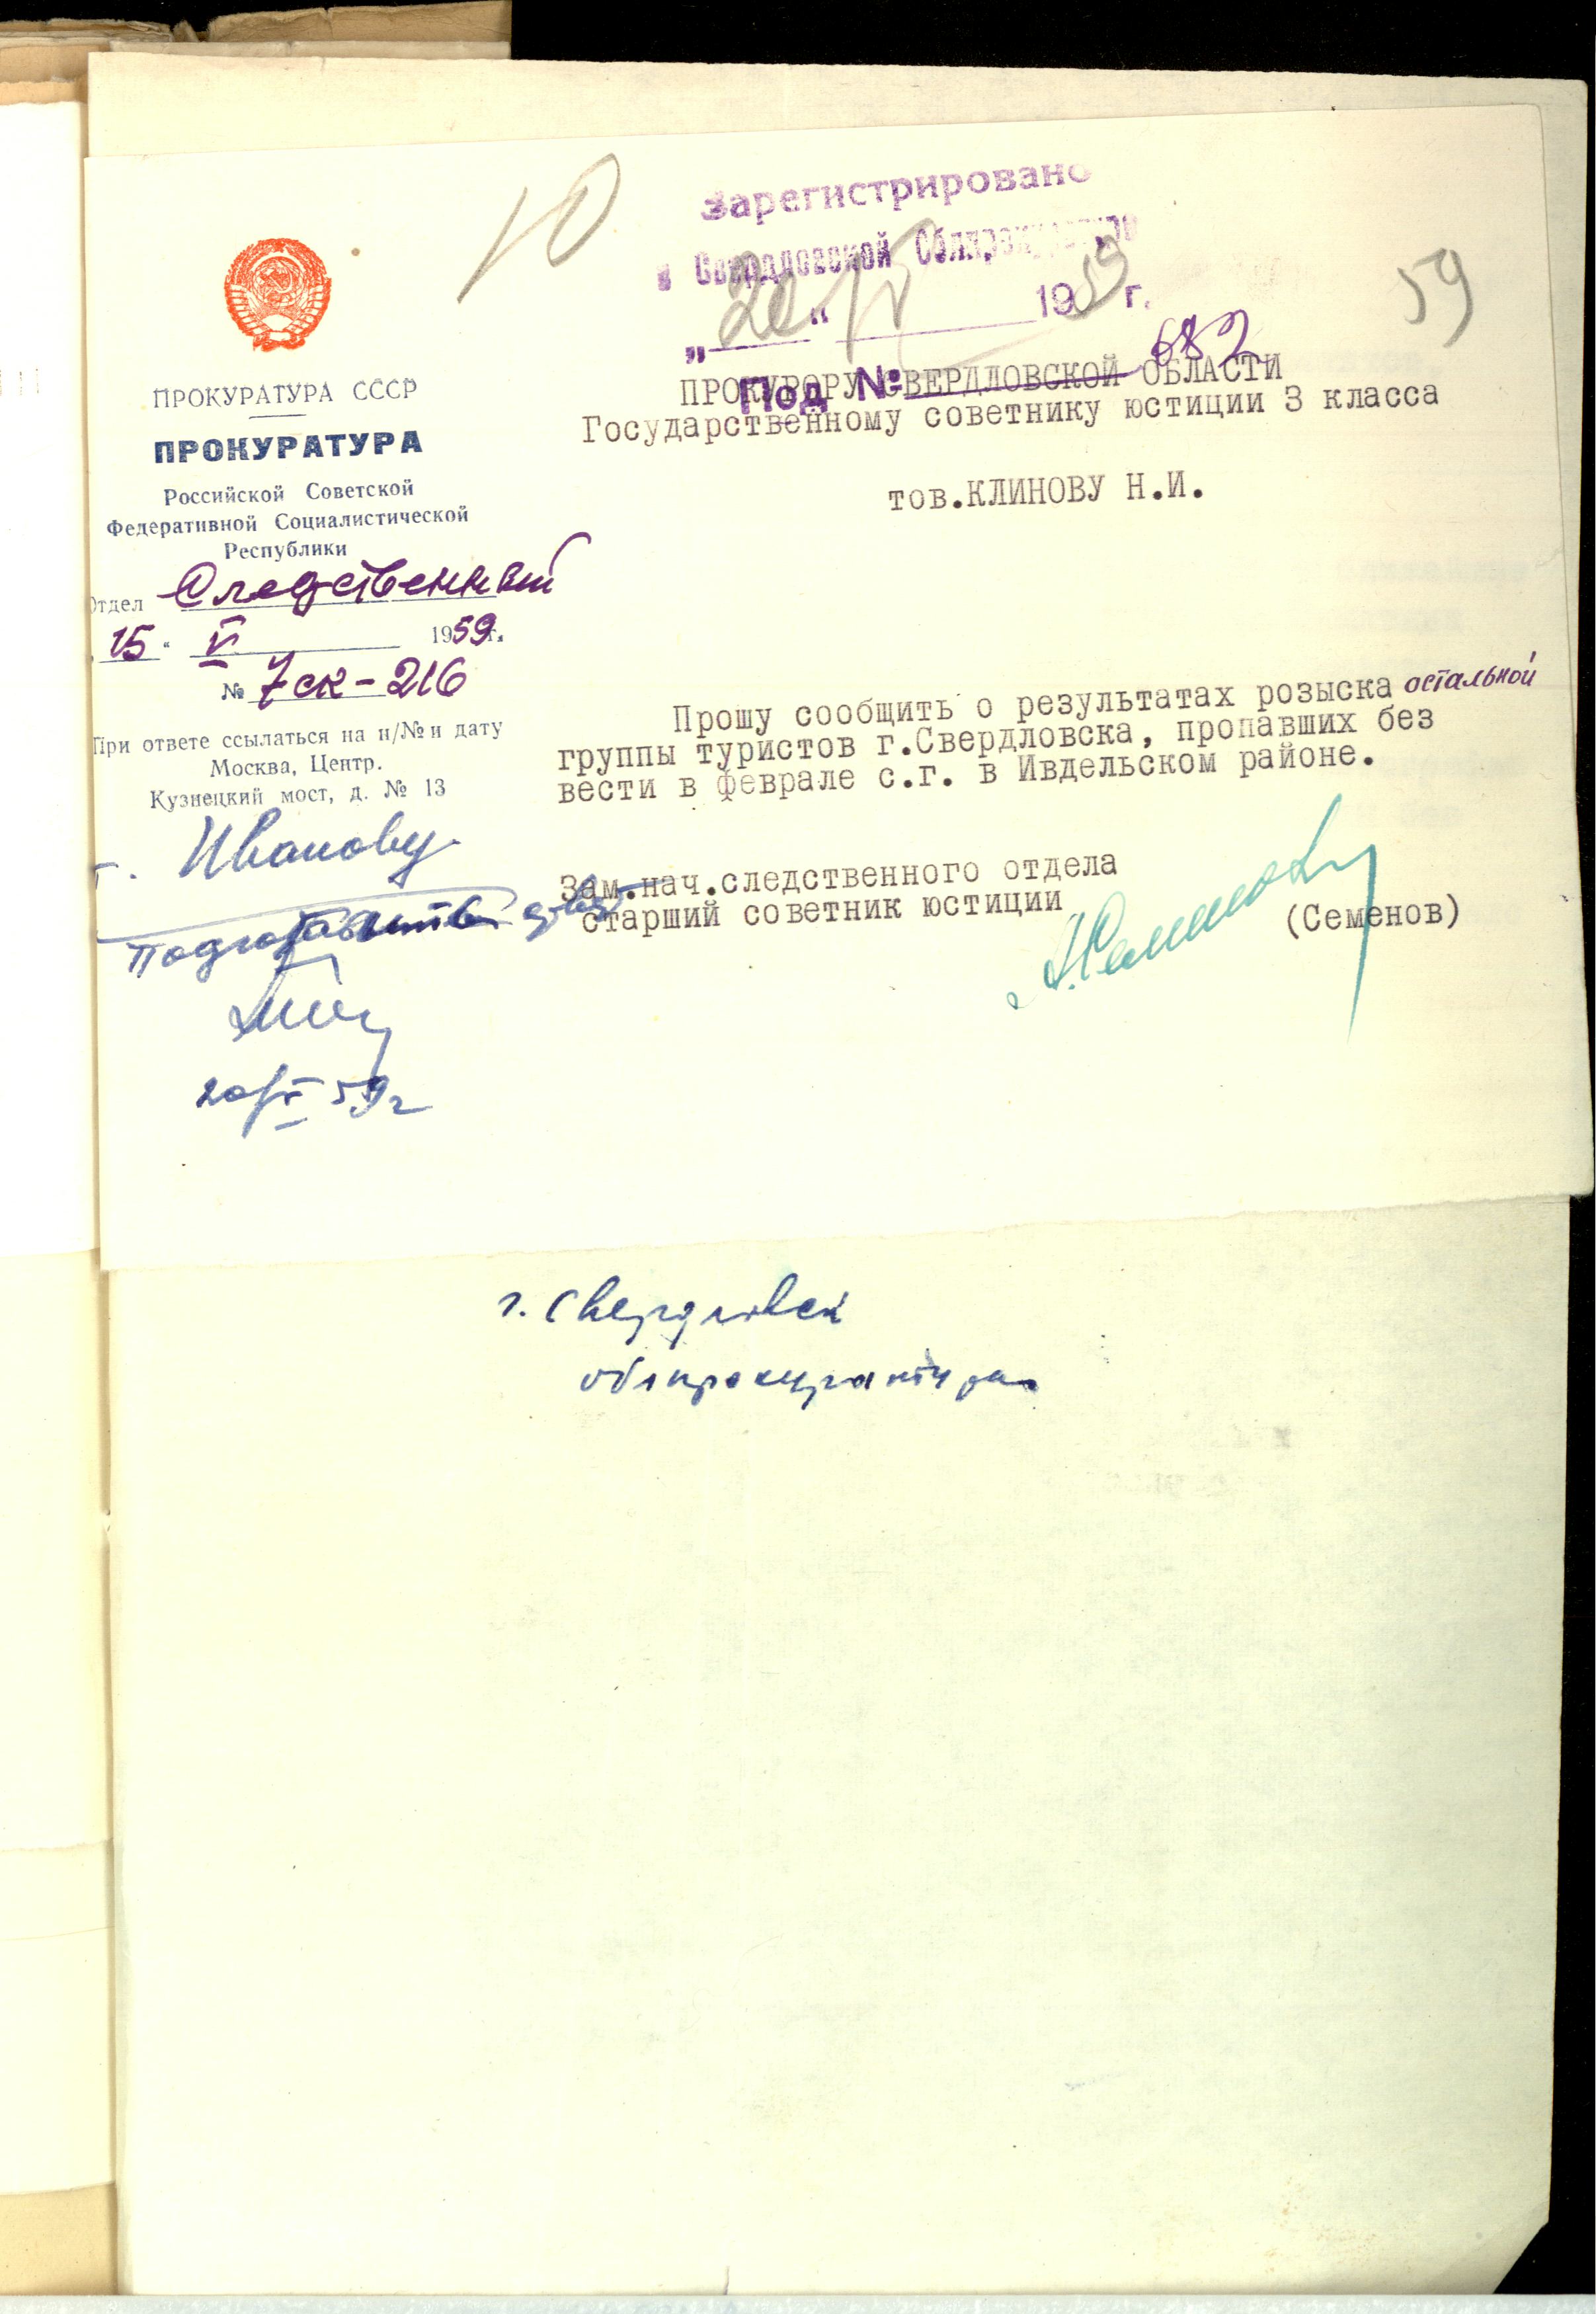 10
Зарегистрировано
в Свердловской Облпрокуратуре
„20“ V 1959 г.
Под № 682
59
ПРОКУРАТУРА СССР
ПРОКУРАТУРА
Российской Советской
Федеративной Социалистической
Республики
Отдел Следственный
15 " V 1959 г.
№ 7ск-216
При ответе ссылаться на н/№ и дату
Москва, Центр.
Кузнецкий мост, д. № 13
ПРОКУРОРУ СВЕРДЛОВСКОЙ ОБЛАСТИ
Государственному советнику юстиции 3 класса
тов.КЛИНОВУ Н.И.
Прошу сообщить о результатах розыска остальной
группы туристов г.Свердловска, пропавших без
вести в феврале с.г. в Ивдельском районе.
Зам.нач.следственного отдела
старший советник юстиции
(Семенов)
т. Иванову
Подготовить
20/V 59г
г. Свердловск
облпрокуратура